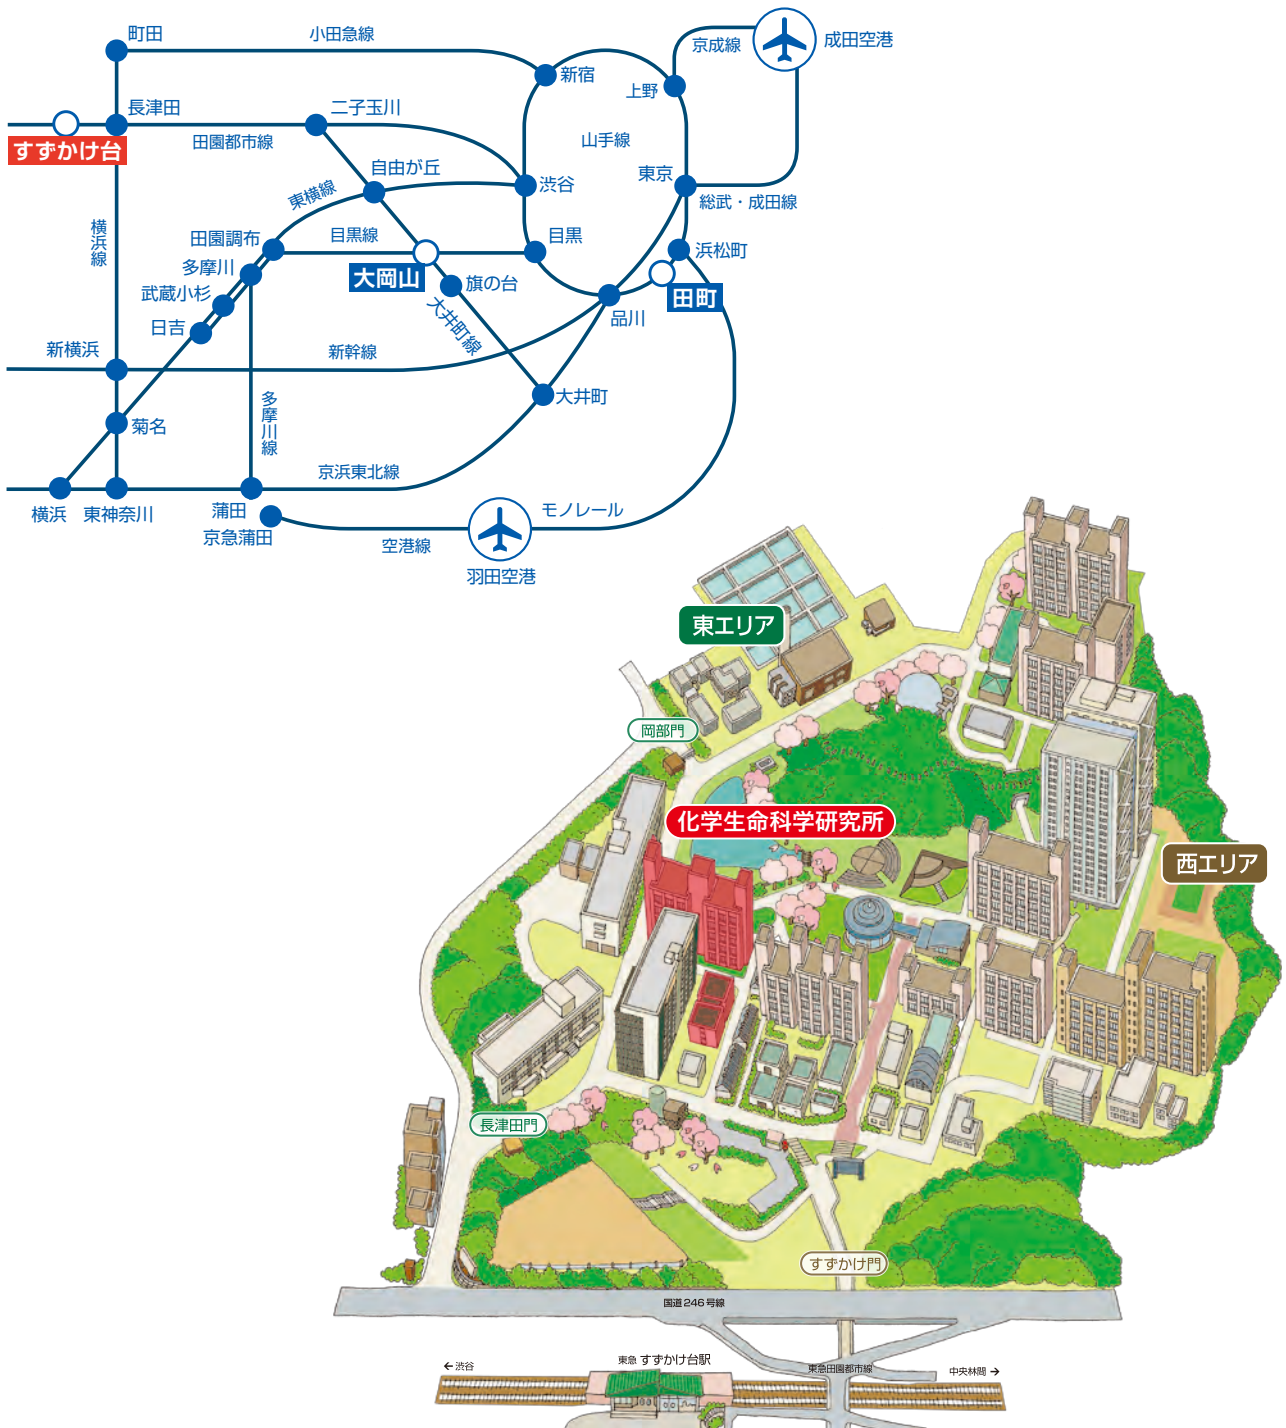 町田
小田急線
新宿
上野
京成線
成田空港
長津田
二子玉川
すずかけ台
田園都市線
山手線
自由が丘
渋谷
東京
東横線
総武・成田線
横浜線
田園調布
目黒線
目黒
浜松町
多摩川
大岡山
旗の台
田町
武蔵小杉
日吉
大井町線
品川
新横浜
新幹線
多摩川線
大井町
菊名
京浜東北線
横浜
東神奈川
蒲田
京急蒲田
モノレール
空港線
羽田空港
東エリア
岡部門
化学生命科学研究所
西エリア
長津田門
すずかけ門
国道246号線
東急 すずかけ台駅
←渋谷
東急田園都市線
中央林間→